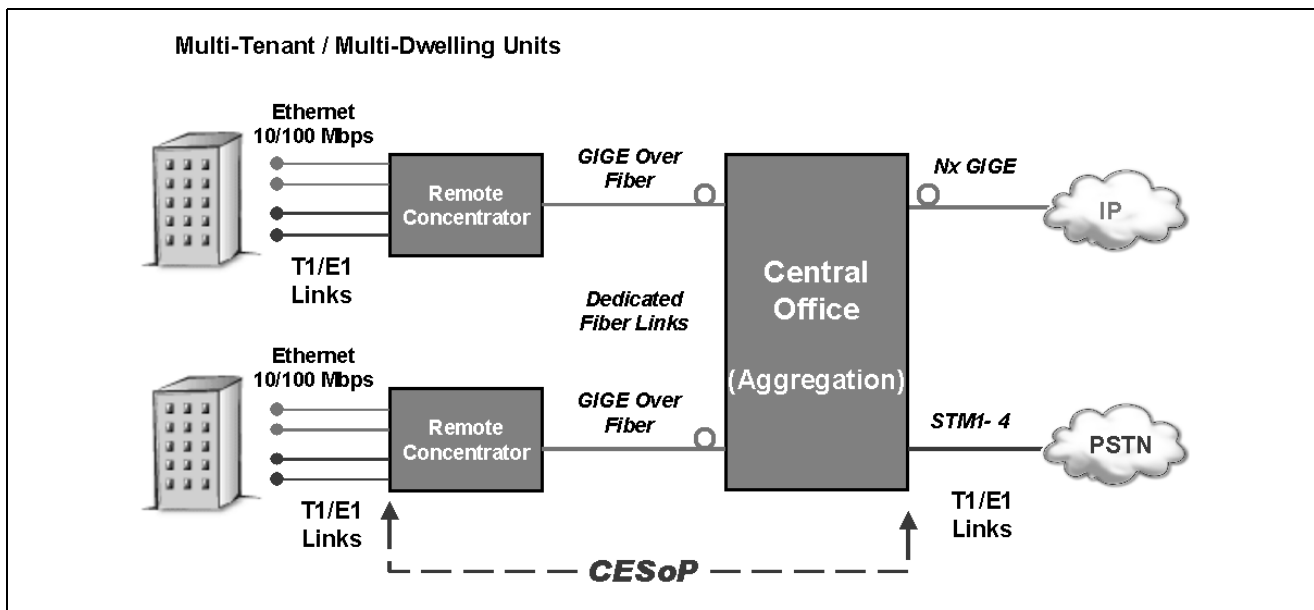 Multi-Tenant / Multi-Dwelling Units
Ethernet
10/100 Mbps
Remote
Concentrator
T1/E1
Links
GIGE Over
Fiber
Dedicated
Fiber Links
Central
Office
(Aggregation)
Nx GIGE
IP
Ethernet
10/100 Mbps
Remote
Concentrator
T1/E1
Links
GIGE Over
Fiber
STM1- 4
PSTN
T1/E1
Links
CESoP